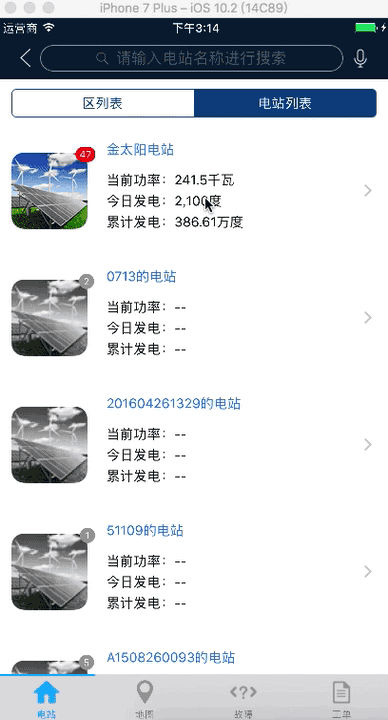 iPhone 7 Plus – iOS 10.2 (14C89)
运营商 下午3:14
请输入电站名称进行搜索
区列表 电站列表
47
金太阳电站
当前功率：241.5千瓦
今日发电：2,100度
累计发电：386.61万度
2
0713的电站
当前功率：--
今日发电：--
累计发电：--
201604261329的电站
当前功率：--
今日发电：--
累计发电：--
1
51109的电站
当前功率：--
今日发电：--
累计发电：--
5
A1508260093的电站
电站 地图 故障 工单